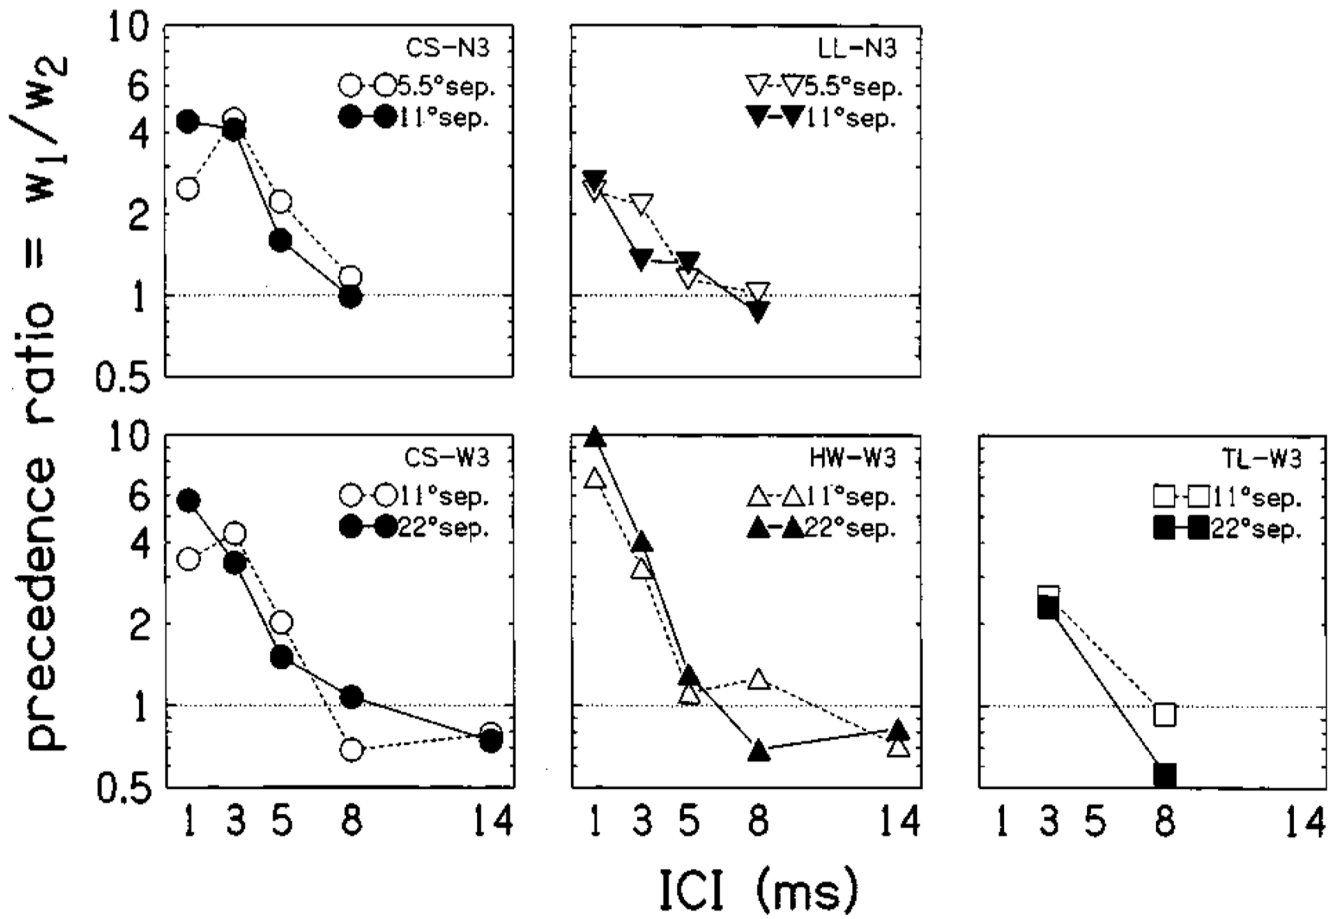 precedence ratio = w1/w2
10
6
4
2
1
0.5
CS-N3
5.5°sep.
11°sep.
LL-N3
5.5°sep.
11°sep.
10
6
4
2
1
0.5
CS-W3
11°sep.
22°sep.
HW-W3
11°sep.
22°sep.
TL-W3
11°sep.
22°sep.
1 3 5 8 14
1 3 5 8 14
1 3 5 8 14
ICI (ms)